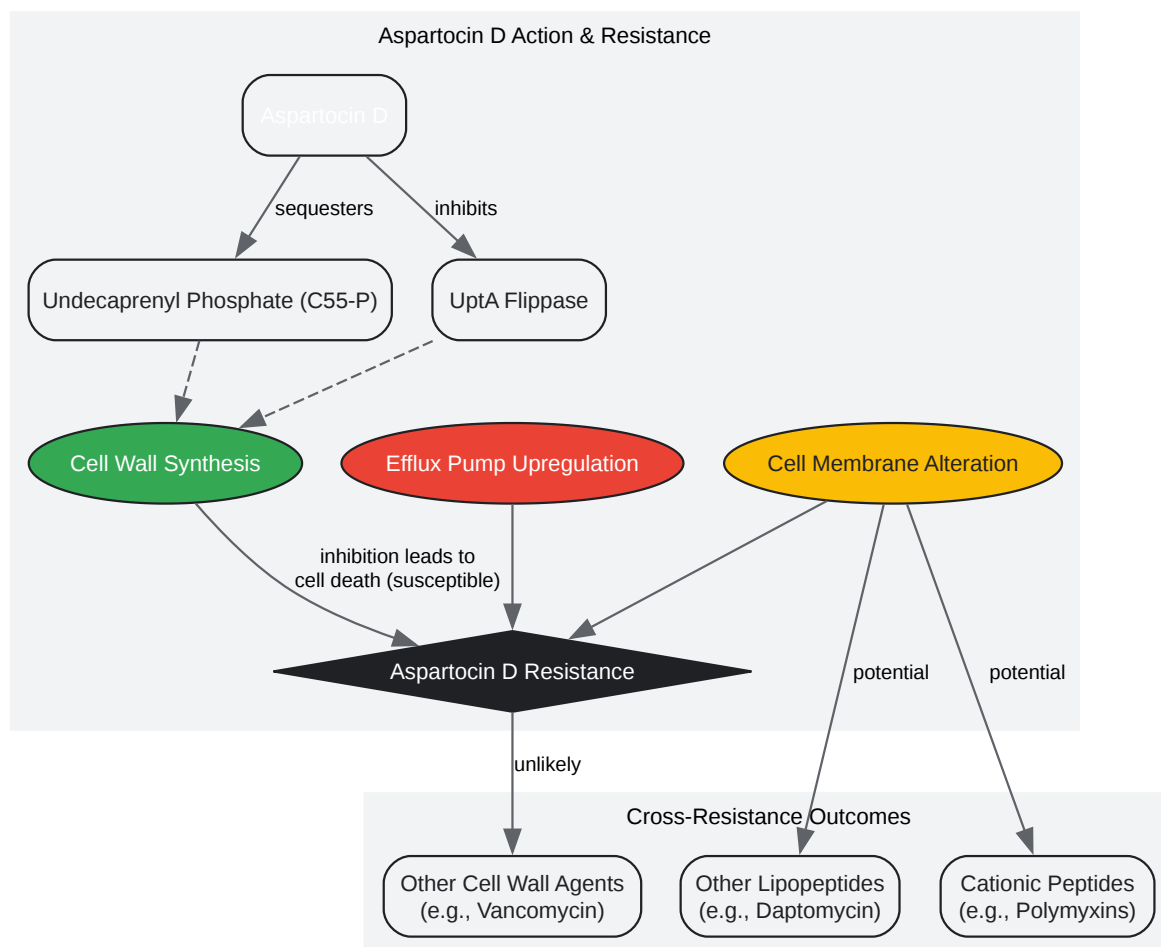 Aspartocin D Action & Resistance
Aspartocin D
sequesters
inhibits
Undecaprenyl Phosphate (C55-P)
UptA Flippase
Cell Wall Synthesis
Efflux Pump Upregulation
Cell Membrane Alteration
inhibition leads to
cell death (susceptible)
Aspartocin D Resistance
potential
potential
unlikely
Cross-Resistance Outcomes
Other Cell Wall Agents
(e.g., Vancomycin)
Other Lipopeptides
(e.g., Daptomycin)
Cationic Peptides
(e.g., Polymyxins)